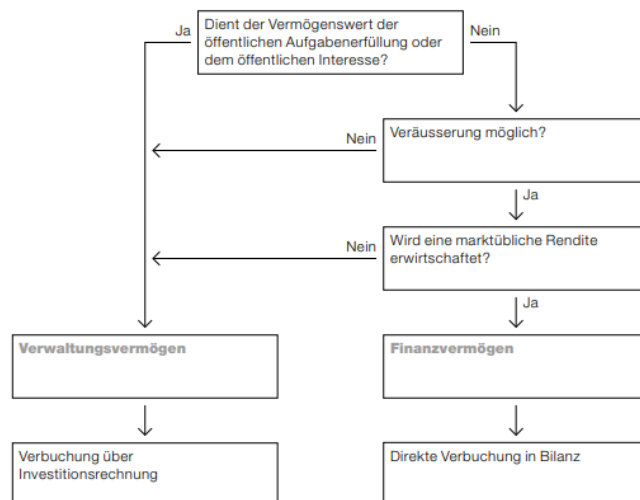 Ja
Dient der Vermögenswert der
öffentlichen Aufgabenerfüllung oder
dem öffentlichen Interesse?
Nein
Nein
Veräusserung möglich?
Ja
Nein
Wird eine marktübliche Rendite
erwirtschaftet?
Ja
Verwaltungsvermögen
Finanzvermögen
Verbuchung über
Investitionsrechnung
Direkte Verbuchung in Bilanz